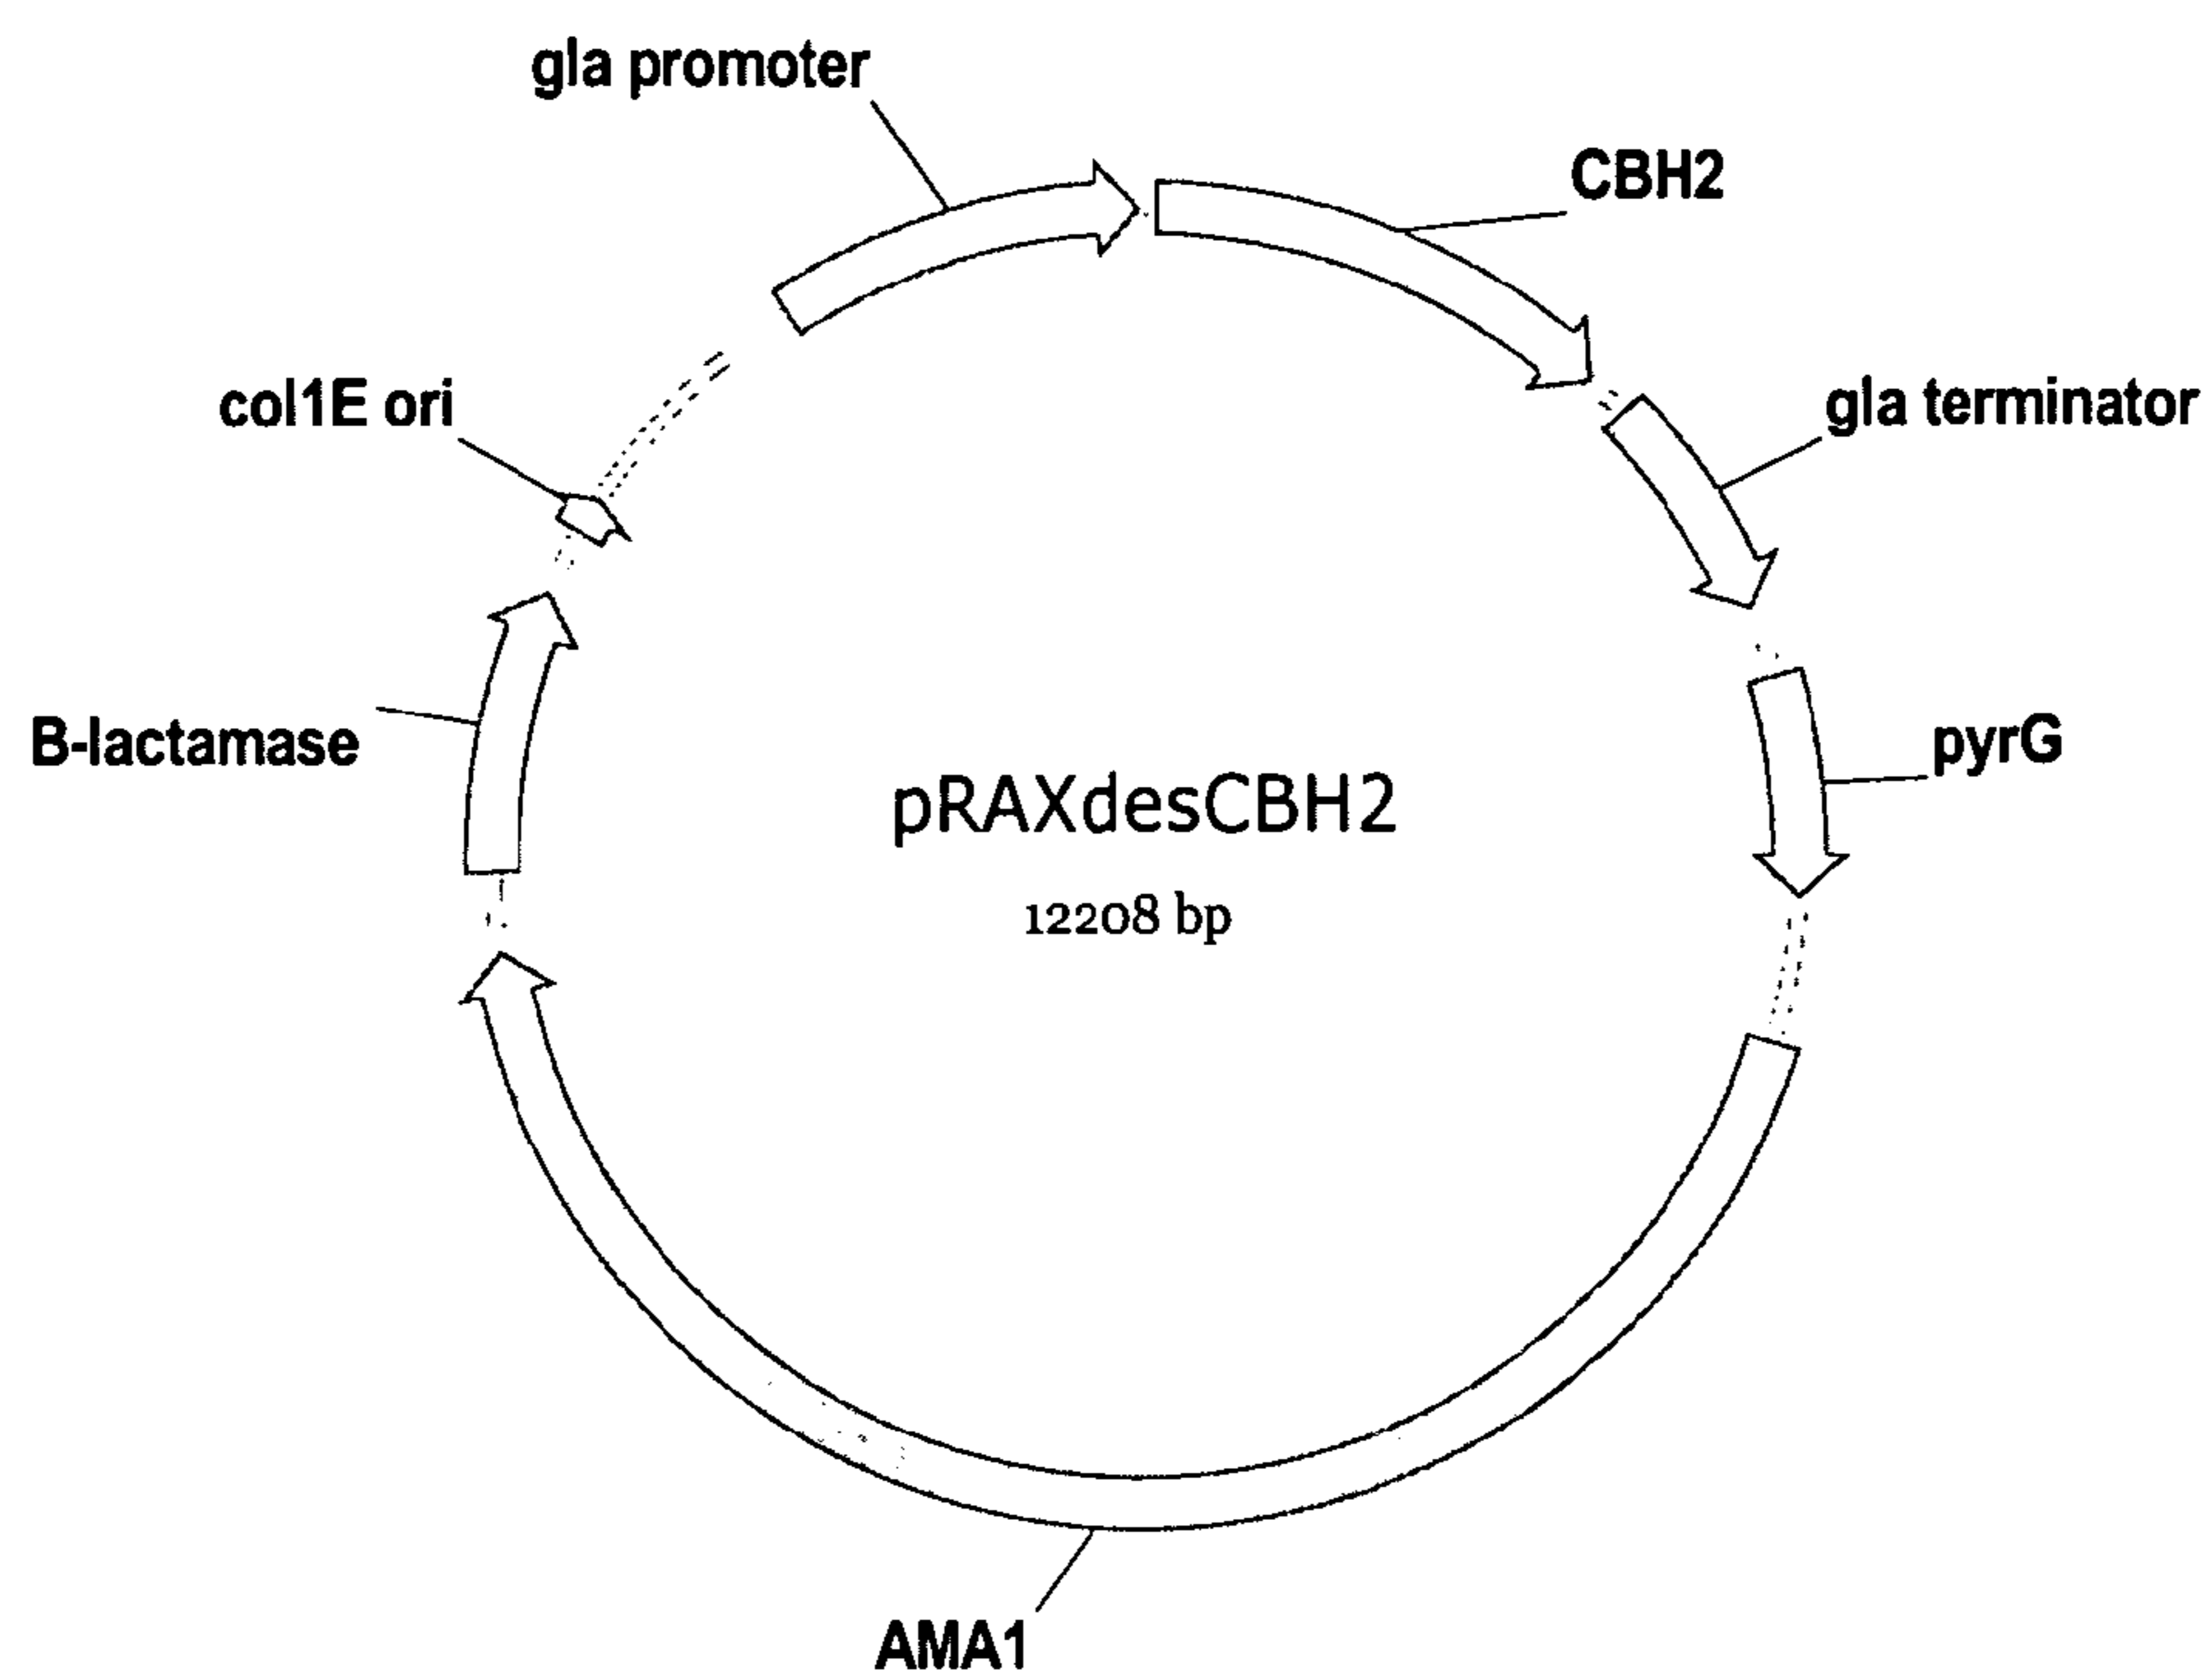 gla promoter
CBH2
col1E ori
gla terminator
B-lactamase
pyrG
pRAXdesCBH2
12208 bp
AMA1